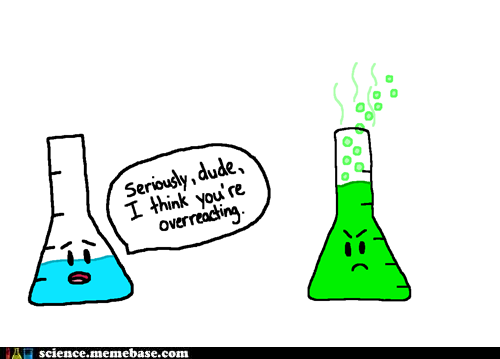 Seriously, dude,
I think you're
overreacting.
science.memebase.com